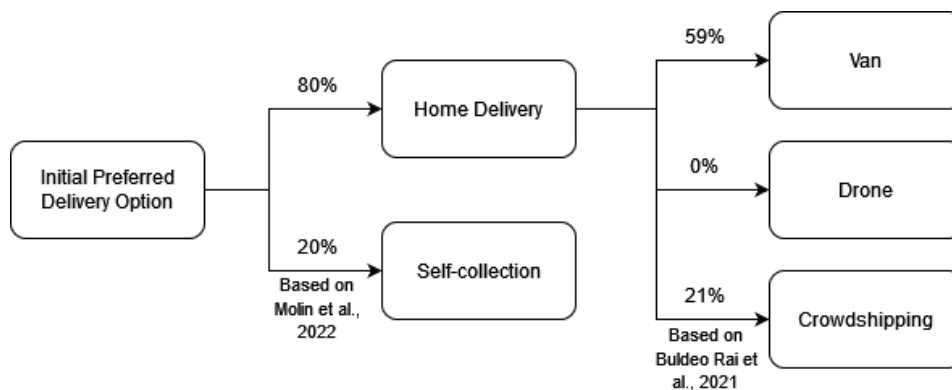 Initial Preferred
Delivery Option
80%
Home Delivery
20%
Based on
Molin et al.,
2022
Self-collection
59%
Van
0%
Drone
21%
Based on
Buldeo Rai et
al., 2021
Crowdshipping